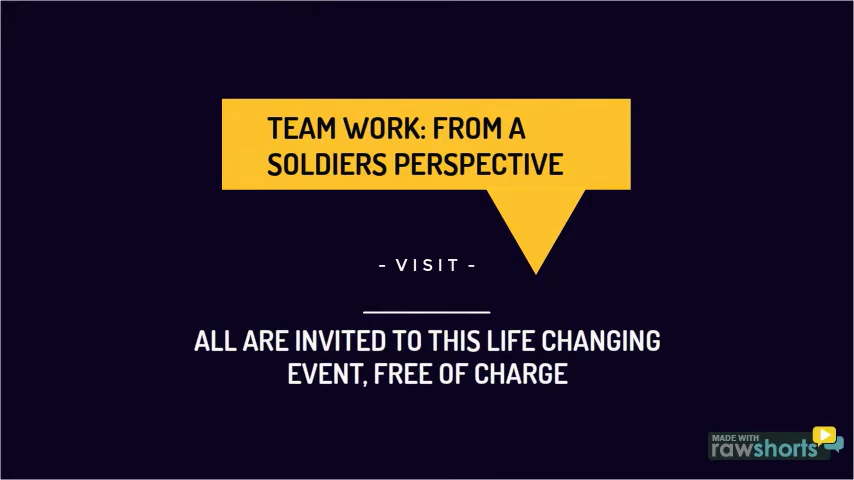 TEAM WORK: FROM A
SOLDIERS PERSPECTIVE
- VISIT -
ALL ARE INVITED TO THIS LIFE CHANGING
EVENT, FREE OF CHARGE
MADE WITH
rawshorts